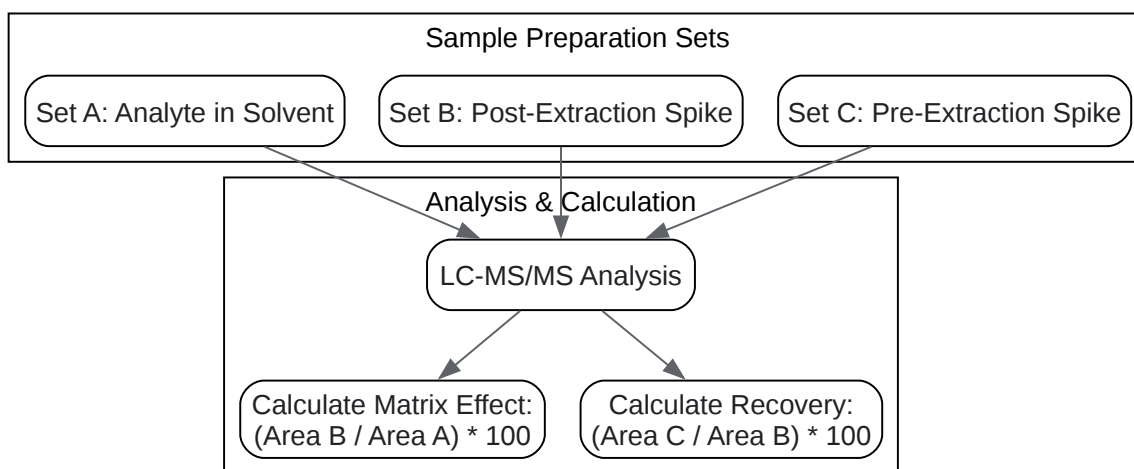 Sample Preparation Sets
Set A: Analyte in Solvent
Set B: Post-Extraction Spike
Set C: Pre-Extraction Spike
Analysis & Calculation
LC-MS/MS Analysis
Calculate Matrix Effect:
(Area B / Area A) * 100
Calculate Recovery:
(Area C / Area B) * 100